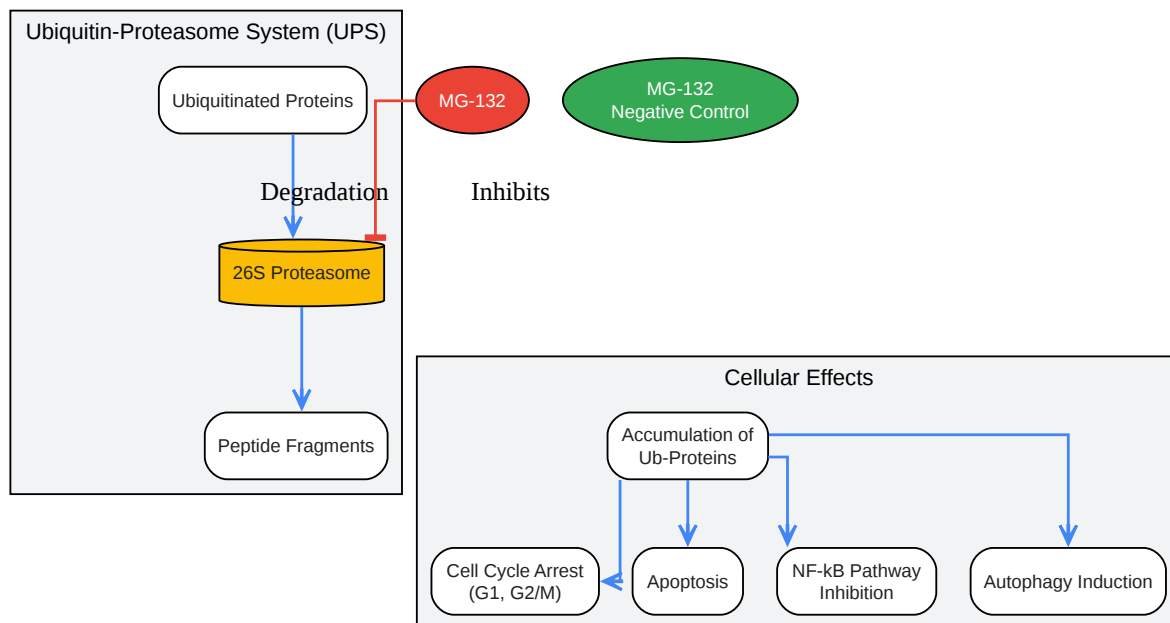 Ubiquitin-Proteasome System (UPS)
Ubiquitinated Proteins
MG-132
MG-132
Negative Control
Degradation
Inhibits
26S Proteasome
Peptide Fragments
Cellular Effects
Accumulation of
Ub-Proteins
Cell Cycle Arrest
(G1, G2/M)
Apoptosis
NF-kB Pathway
Inhibition
Autophagy Induction